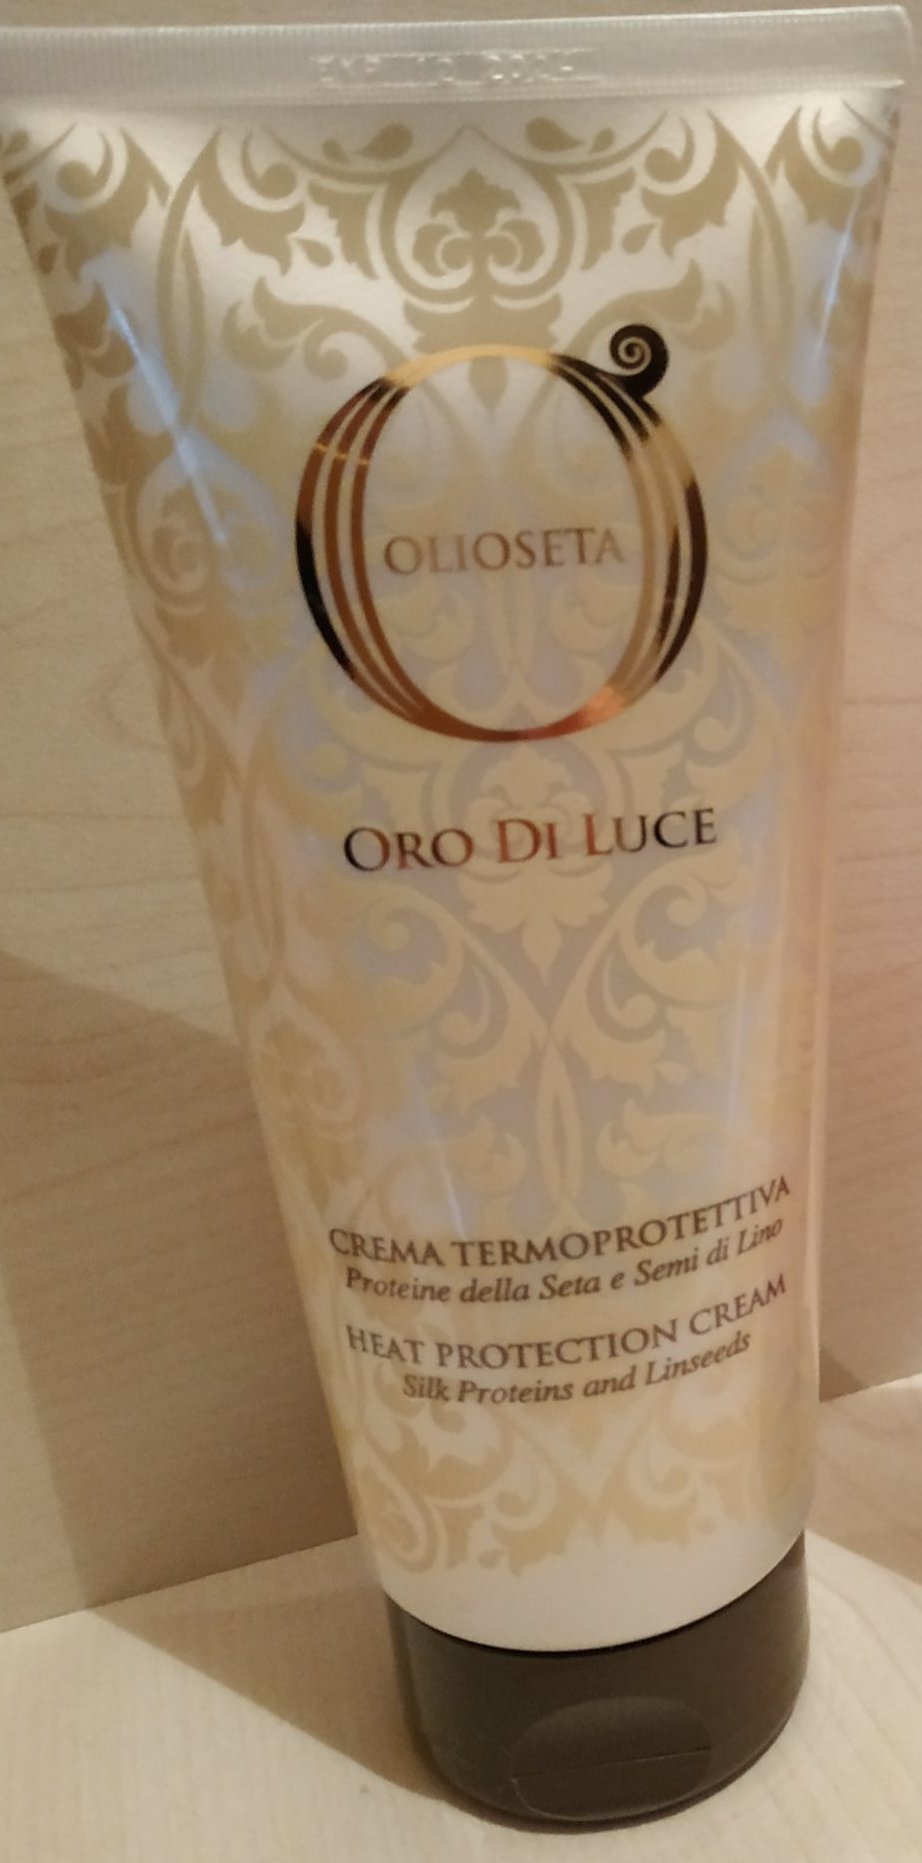 OLIOSETA
ORO DI LUCE
CREMA TERMOPROTETTIVA
Proteine della Seta e Semi di Lino
HEAT PROTECTION CREAM
Silk Proteins and Linseeds